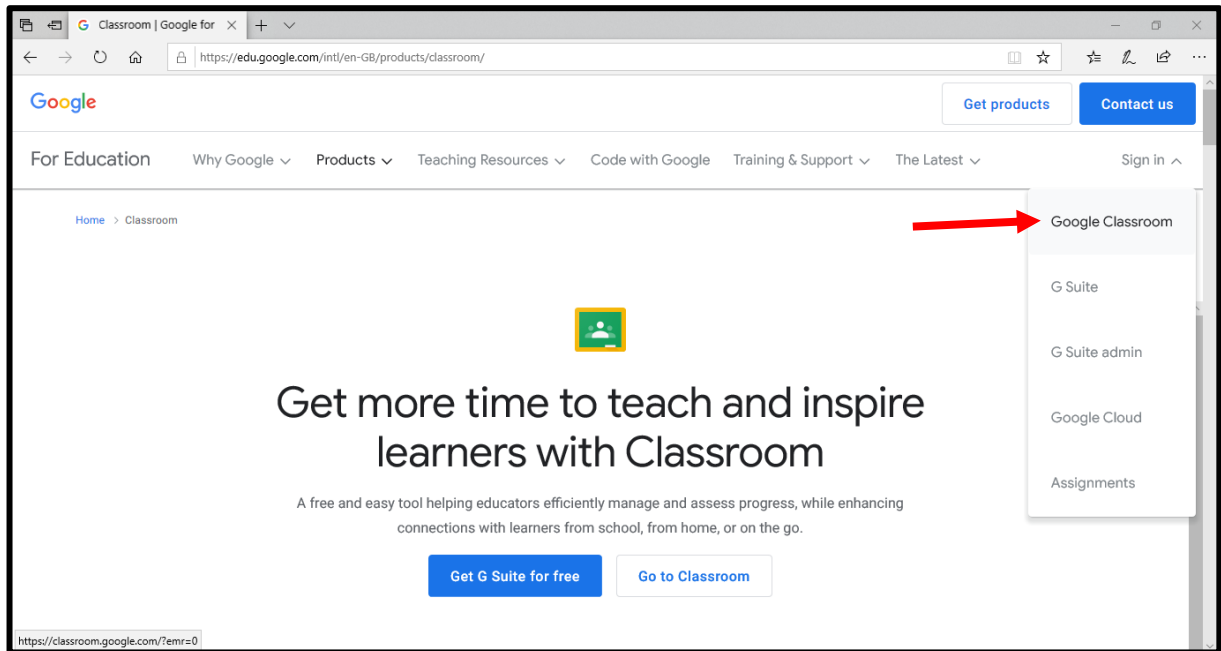 Classroom | Google for
https://edu.google.com/intl/en-GB/products/classroom/
Google
Get products
Contact us
For Education
Why Google
Products
Teaching Resources
Code with Google
Training & Support
The Latest
Sign in
Home > Classroom
Google Classroom
G Suite
G Suite admin
Google Cloud
Assignments
Get more time to teach and inspire
learners with Classroom
A free and easy tool helping educators efficiently manage and assess progress, while enhancing
connections with learners from school, from home, or on the go.
Get G Suite for free
Go to Classroom
https://classroom.google.com/?emr=0